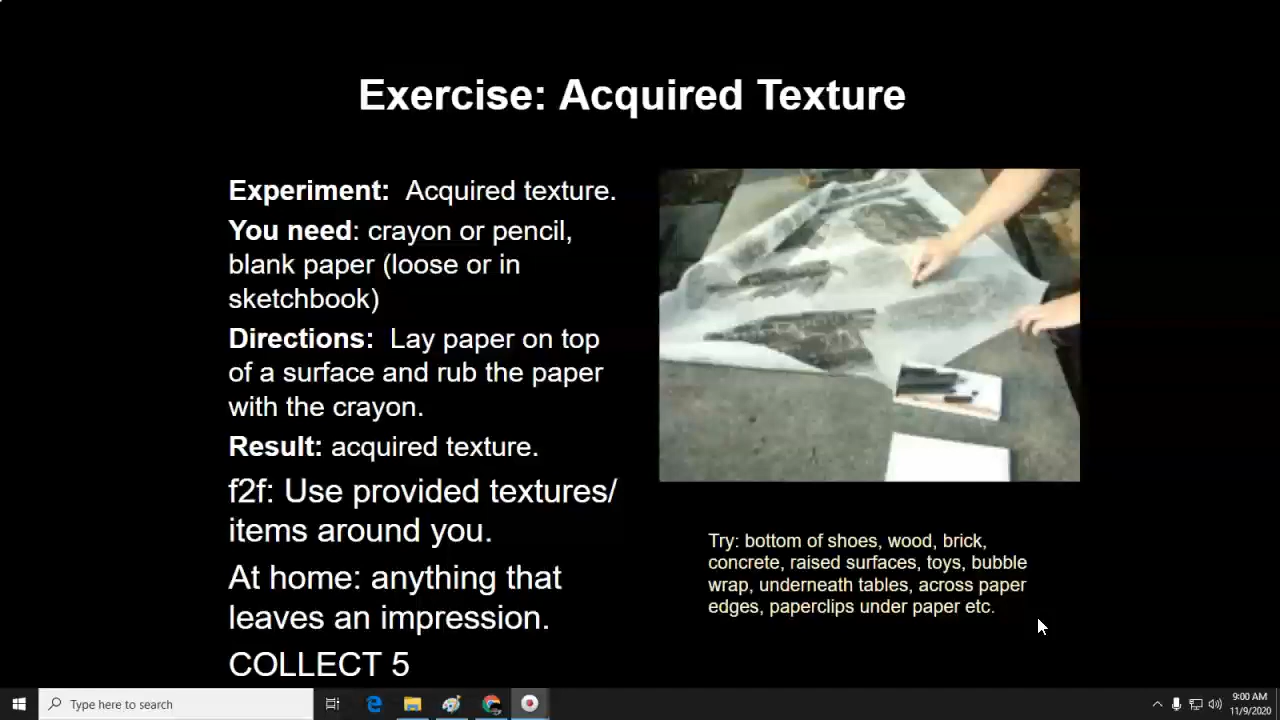 Exercise: Acquired Texture
Experiment:  Acquired texture.
You need: crayon or pencil,
blank paper (loose or in
sketchbook)
Directions:  Lay paper on top
of a surface and rub the paper
with the crayon.
Result: acquired texture.
f2f: Use provided textures/
items around you.
At home: anything that
leaves an impression.
COLLECT 5
Try: bottom of shoes, wood, brick,
concrete, raised surfaces, toys, bubble
wrap, underneath tables, across paper
edges, paperclips under paper etc.
Type here to search
9:00 AM
11/9/2020